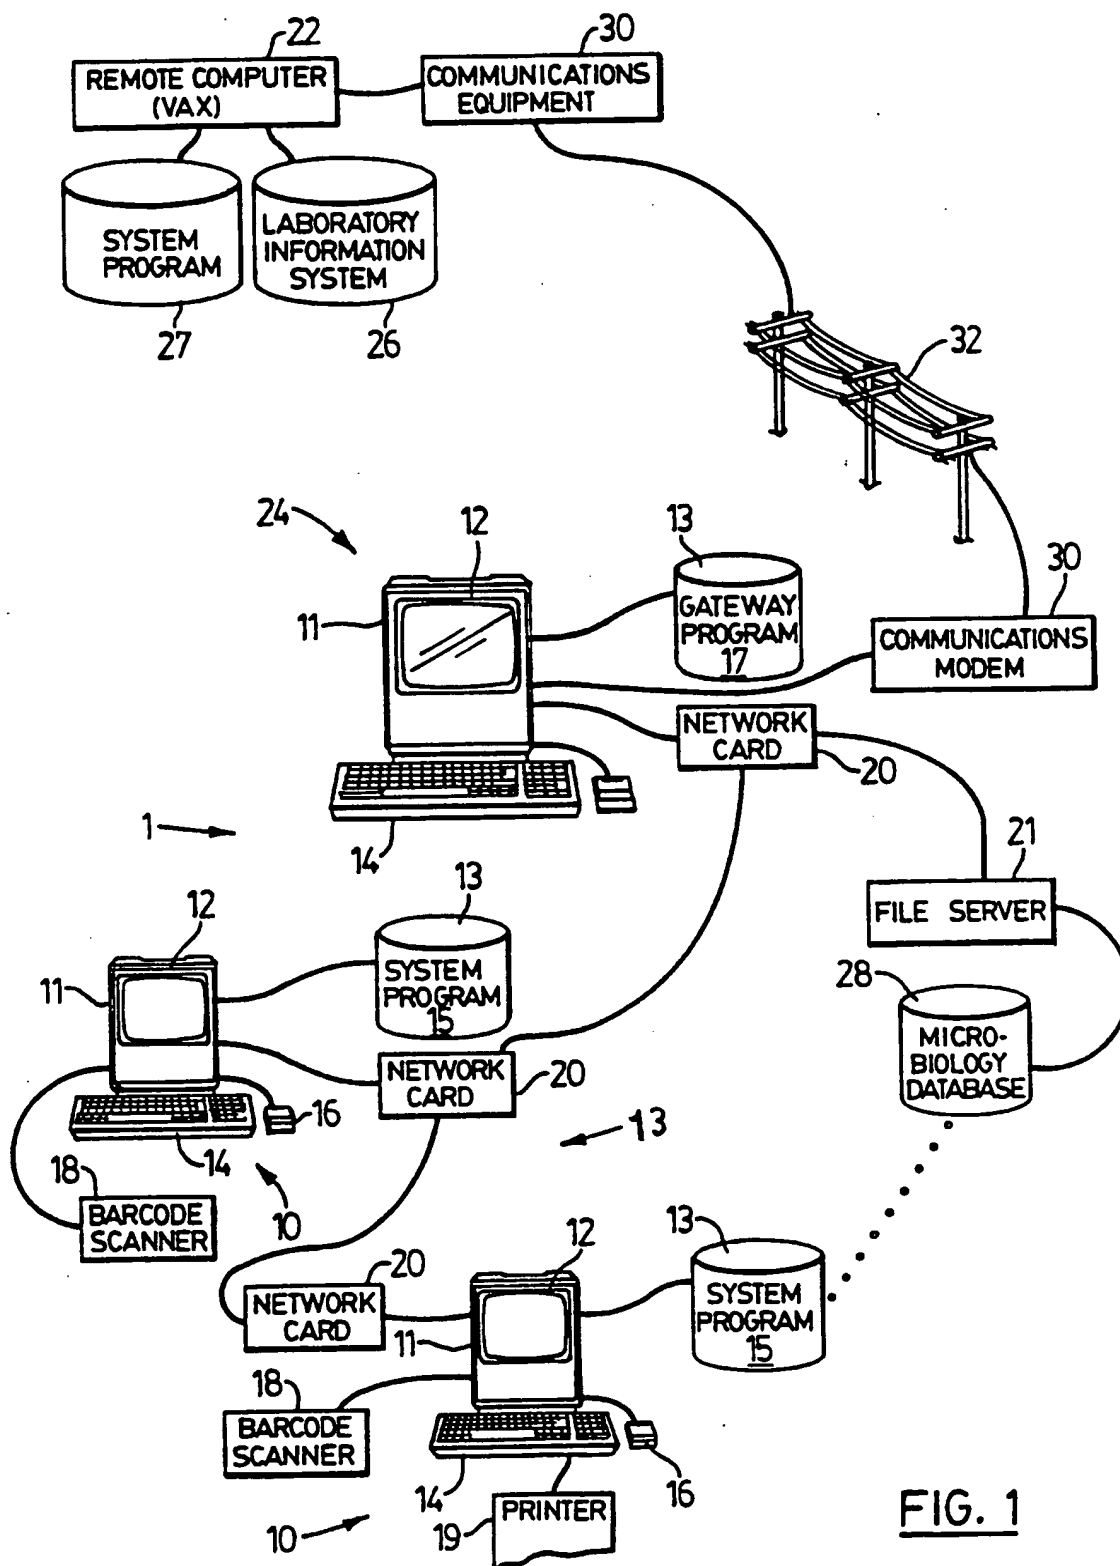 22
30
REMOTE COMPUTER
(VAX)
COMMUNICATIONS
EQUIPMENT
SYSTEM
PROGRAM
LABORATORY
INFORMATION
SYSTEM
27
26
32
24
12
13
30
11
GATEWAY
PROGRAM
17
COMMUNICATIONS
MODEM
NETWORK
CARD
20
1
14
21
FILE SERVER
12
13
11
SYSTEM
PROGRAM
15
28
MICRO-
BIOLOGY
DATABASE
NETWORK
CARD
20
16
13
14
18
BARCODE
SCANNER
10
12
13
20
NETWORK
CARD
11
SYSTEM
PROGRAM
15
18
BARCODE
SCANNER
14
16
10
19
PRINTER
FIG. 1